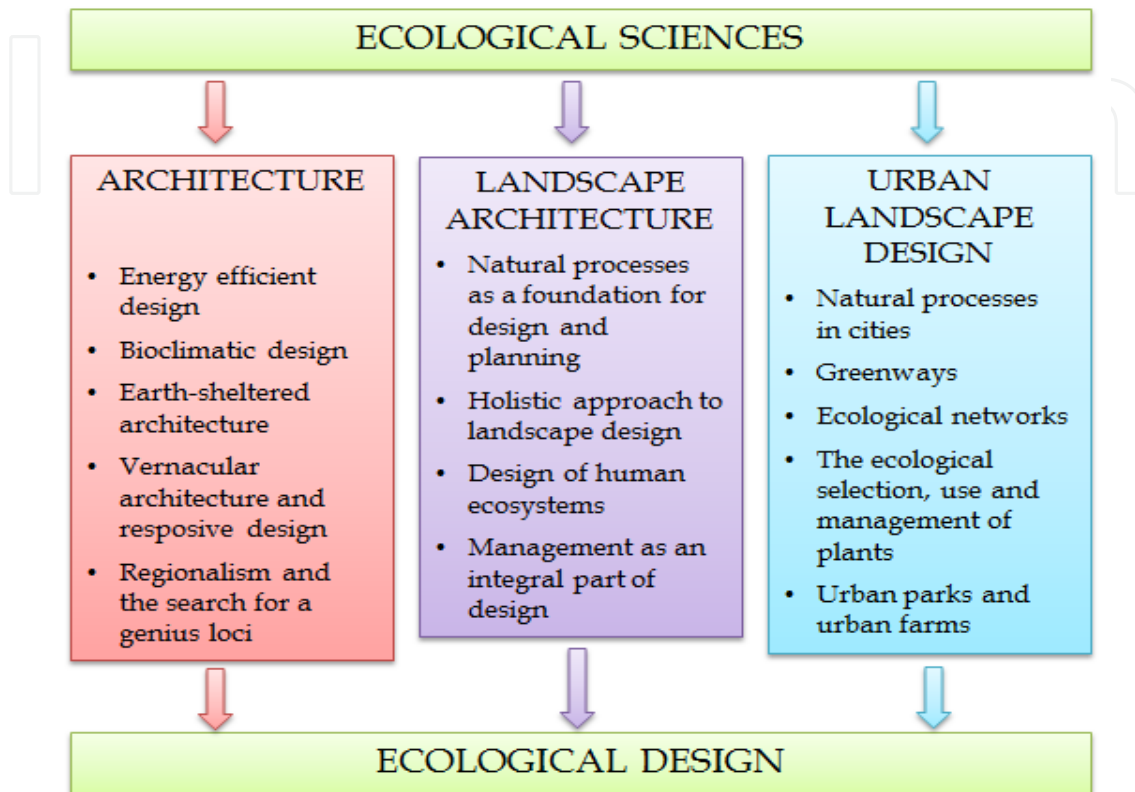 ECOLOGICAL SCIENCES
ARCHITECTURE
• Energy efficient
design
• Bioclimatic design
• Earth-sheltered
architecture
• Vernacular
architecture and
resposive design
• Regionalism and
the search for a
genius loci
LANDSCAPE
ARCHITECTURE
• Natural processes
as a foundation for
design and
planning
• Holistic approach to
landscape design
• Design of human
ecosystems
• Management as an
integral part of
design
URBAN
LANDSCAPE
DESIGN
• Natural processes
in cities
• Greenways
• Ecological networks
• The ecological
selection, use and
management of
plants
• Urban parks and
urban farms
ECOLOGICAL DESIGN